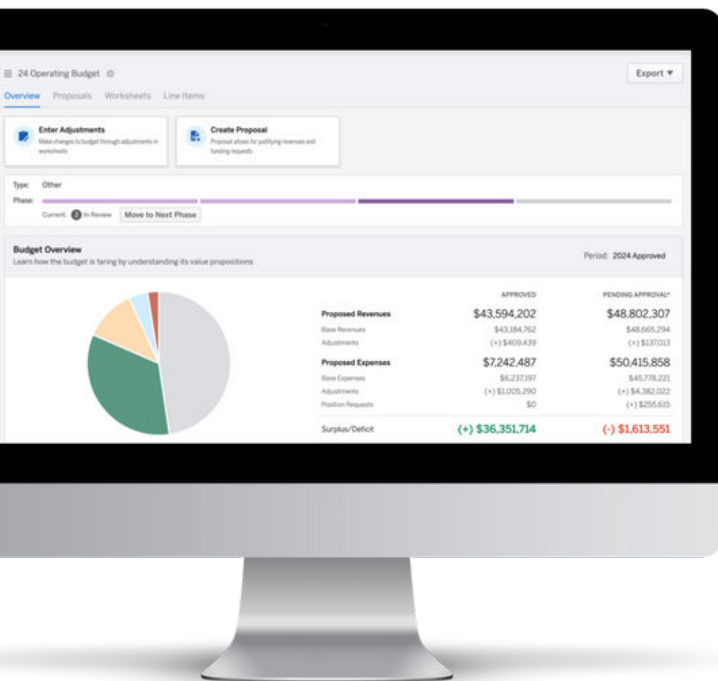 24 Operating Budget
Export
Overview Proposals Worksheets Line Items
Enter Adjustments
Make changes to budget through adjustments in
worksheets
Create Proposal
Proposal allows for justifying revenues and
funding requests
Type: Other
Phase:
Current: 3 In Review Move to Next Phase
Budget Overview
Learn how the budget is faring by understanding its value propositions
Period: 2024 Approved
APPROVED PENDING APPROVAL*
Proposed Revenues $43,594,202 $48,802,307
Base Revenues $43,184,762 $48,665,294
Adjustments (+) $409,439 (+) $137,013
Proposed Expenses $7,242,487 $50,415,858
Base Expenses $6,237,197 $45,778,221
Adjustments (+) $1,005,290 (+) $4,382,022
Position Requests $0 (+) $255,615
Surplus/Deficit (+) $36,351,714 (-) $1,613,551